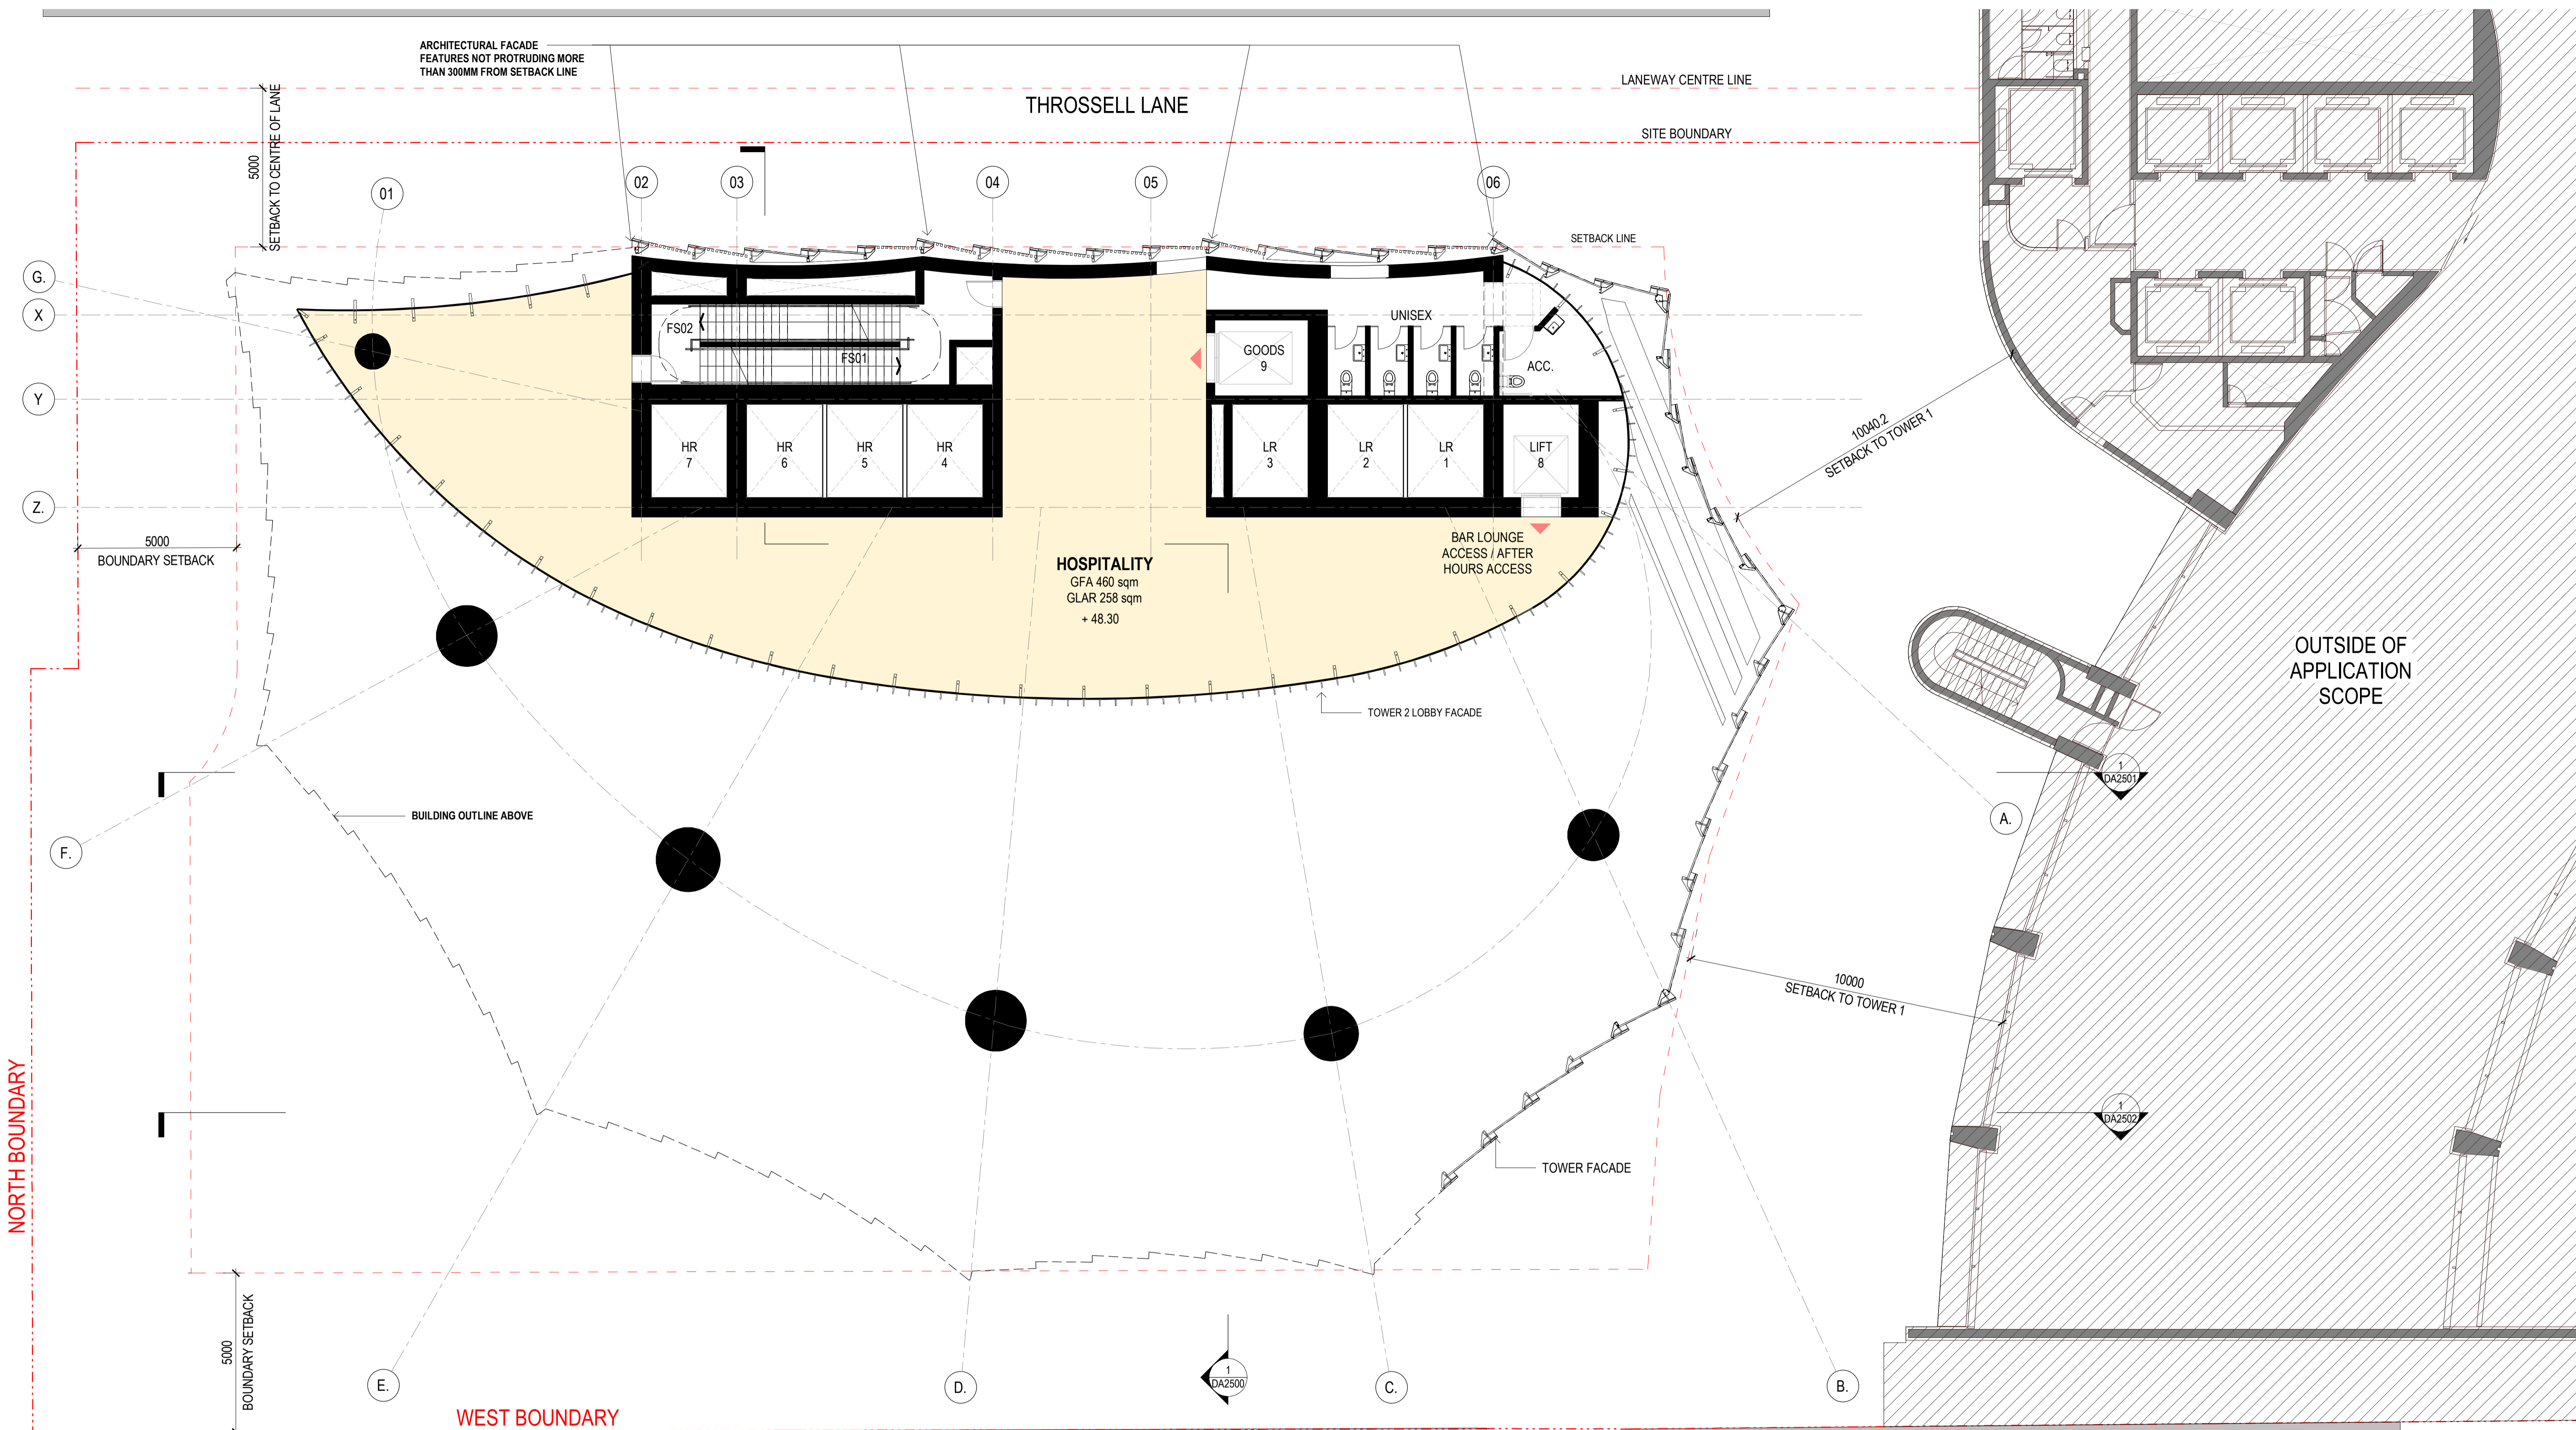 ARCHITECTURAL FACADE
FEATURES NOT PROTRUDING MORE
THAN 300MM FROM SETBACK LINE
LANEWAY CENTRE LINE
THROSSELL LANE
SITE BOUNDARY
5000
SETBACK TO CENTRE OF LANE
01
02
03
04
05
06
SETBACK LINE
G.
X
Y
Z.
FS02
FS01
UNISEX
GOODS
9
ACC.
HR
7
HR
6
HR
5
HR
4
LR
3
LR
2
LR
1
LIFT
8
10040.2
SETBACK TO TOWER 1
5000
BOUNDARY SETBACK
BAR LOUNGE
ACCESS / AFTER
HOURS ACCESS
HOSPITALITY
GFA 460 sqm
GLAR 258 sqm
+ 48.30
OUTSIDE OF
APPLICATION
SCOPE
TOWER 2 LOBBY FACADE
1
DA2501
BUILDING OUTLINE ABOVE
A.
F.
10000
SETBACK TO TOWER 1
1
DA2502
TOWER FACADE
NORTH BOUNDARY
5000
BOUNDARY SETBACK
E.
D.
1
DA2500
C.
B.
WEST BOUNDARY